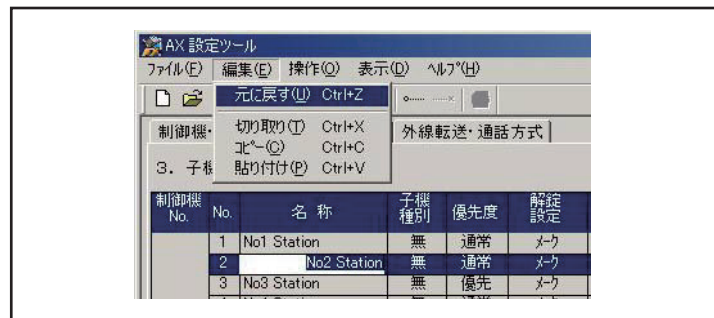 AX 設定ツール
ファイル(F) 編集(E) 操作(O) 表示(D) ヘルプ(H)
元に戻す(U) Ctrl+Z
切り取り(T) Ctrl+X
コピー(C) Ctrl+C
貼り付け(P) Ctrl+V
制御機・ 外線転送・通話方式
3. 子機
制御機No. No. 名 称 子機種別 優先度 解錠設定
1 No1 Station 無 通常 メーク
2 No2 Station 無 通常 メーク
3 No3 Station 無 優先 メーク